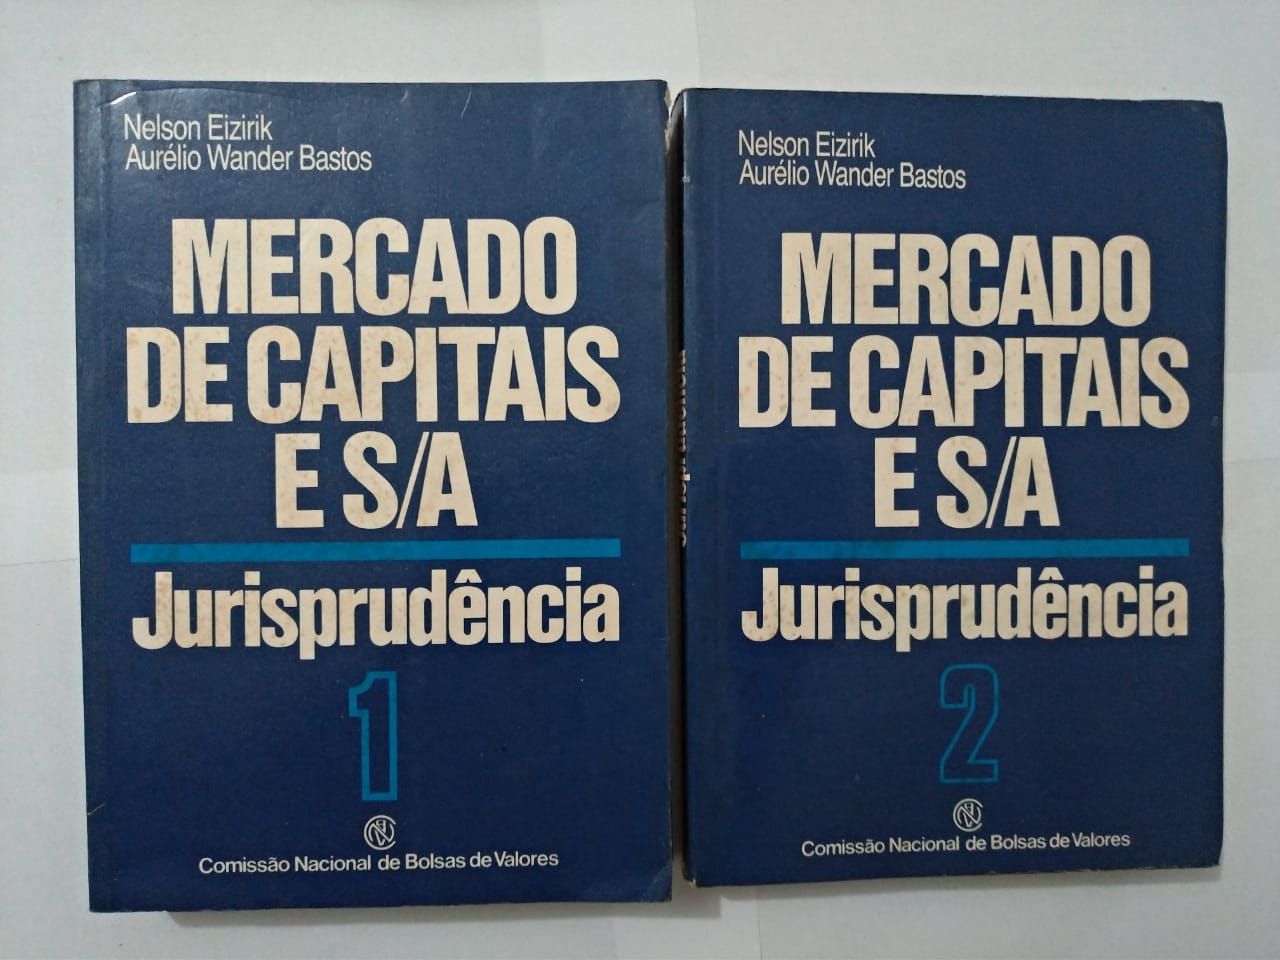 Nelson Eizirik
Aurélio Wander Bastos
MERCADO
DE CAPITAIS
E S/A
Jurisprudência
1
Comissão Nacional de Bolsas de Valores
Jurisprudência
Nelson Eizirik
Aurélio Wander Bastos
MERCADO
DE CAPITAIS
E S/A
Jurisprudência
2
Comissão Nacional de Bolsas de Valores